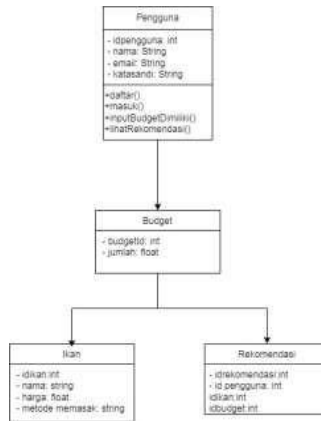 Pengguna
- idpengguna: int
- nama: String
- email: String
- katasandi: String
+daftar()
+masuk()
+inputBudgetDimiliki()
+lihatRekomendasi()
Budget
- budgetId: int
- jumlah: float
Ikan
- idikan:int
- nama: string
- harga: float
- metode memasak: string
Rekomendasi
- idrekomendasi:int
- id pengguna: int
idikan:int
idbudget:int